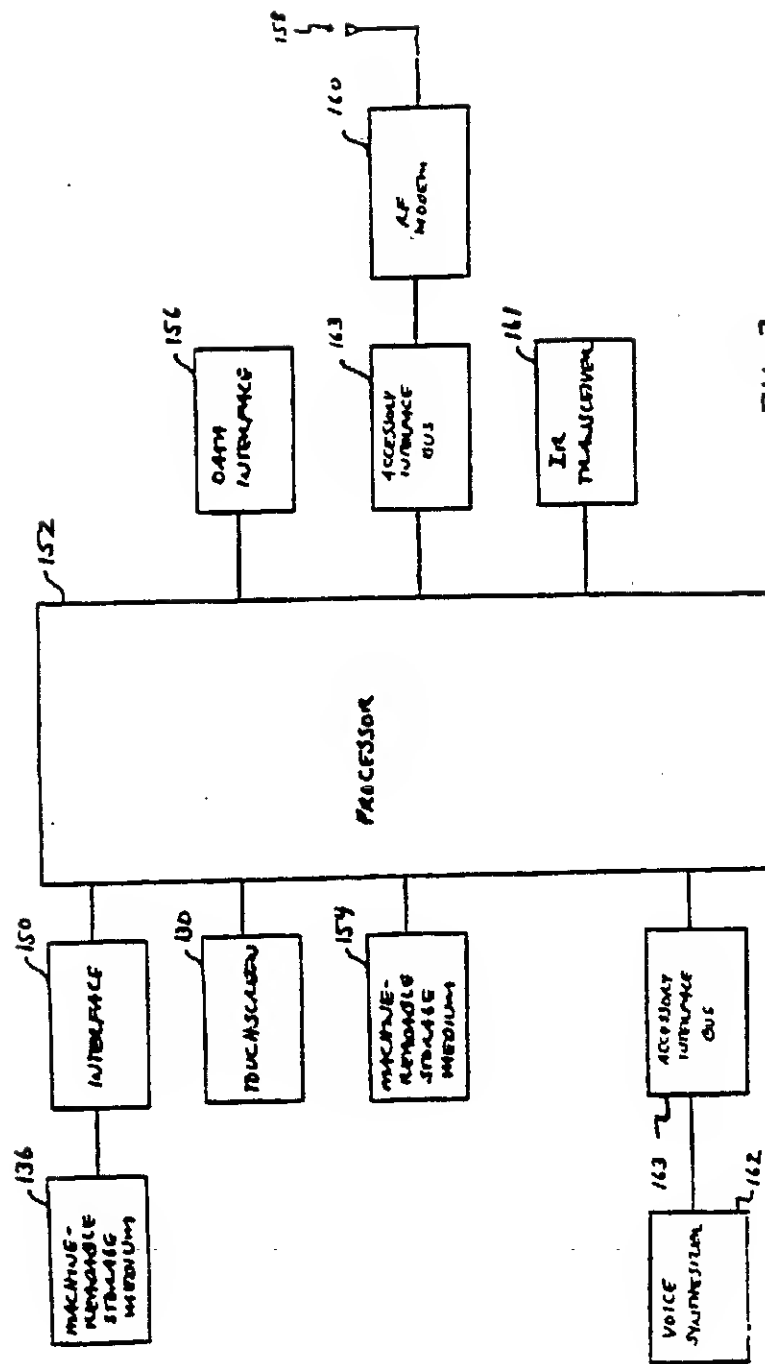 136
MACHINE-
READABLE
STORAGE
MEDIUM
150
INTERFACE
130
TOUCHSCREEN
154
MACHINE-
READABLE
STORAGE
MEDIUM
VOICE
SYNTHESIZER
162
163
ACCESSORY
INTERFACE
BUS
PROCESSOR
152
156
DATA
INTERFACE
163
ACCESSORY
INTERFACE
BUS
160
RF
MODEM
158
161
IR
TRANSCEIVER